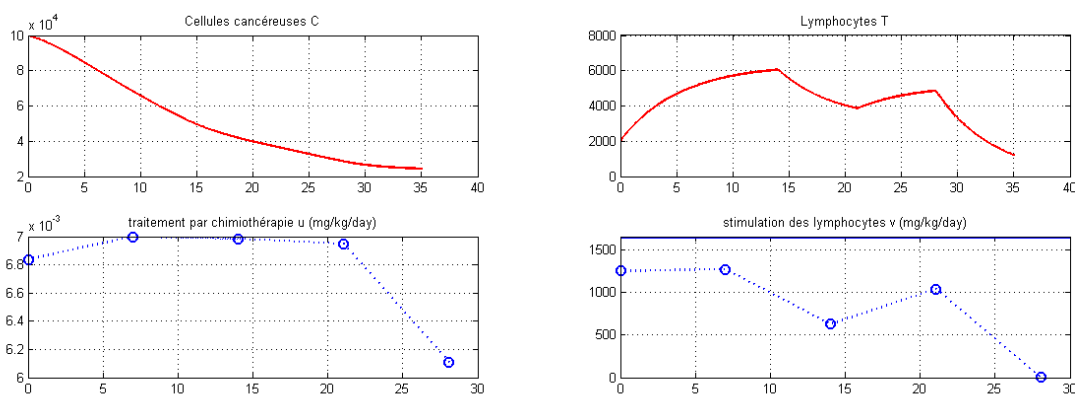 Cellules cancéreuses C
x 10^4
10
8
6
4
2
0 5 10 15 20 25 30 35 40
Lymphocytes T
8000
6000
4000
2000
0
0 5 10 15 20 25 30 35 40
traitement par chimiothérapie u (mg/kg/day)
x 10^-3
7
6.8
6.6
6.4
6.2
6
0 5 10 15 20 25 30
stimulation des lymphocytes v (mg/kg/day)
1500
1000
500
0
0 5 10 15 20 25 30